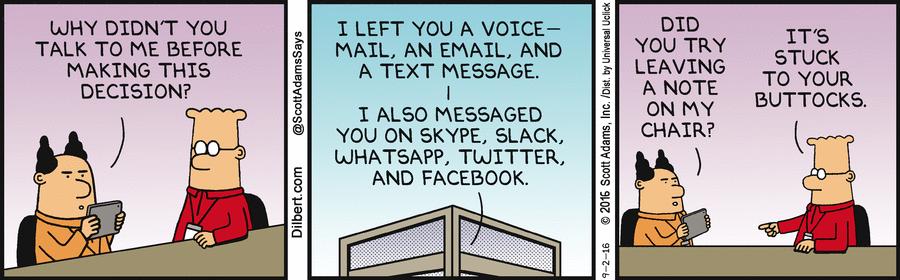 WHY DIDN'T YOU
TALK TO ME BEFORE
MAKING THIS
DECISION?
Dilbert.com
@ScottAdamsSays
I LEFT YOU A VOICE-
MAIL, AN EMAIL, AND
A TEXT MESSAGE.
I ALSO MESSAGED
YOU ON SKYPE, SLACK,
WHATSAPP, TWITTER,
AND FACEBOOK.
9-2-16 © 2016 Scott Adams, Inc. /Dist. by Universal Uclick
DID
YOU TRY
LEAVING
A NOTE
ON MY
CHAIR?
IT'S
STUCK
TO YOUR
BUTTOCKS.